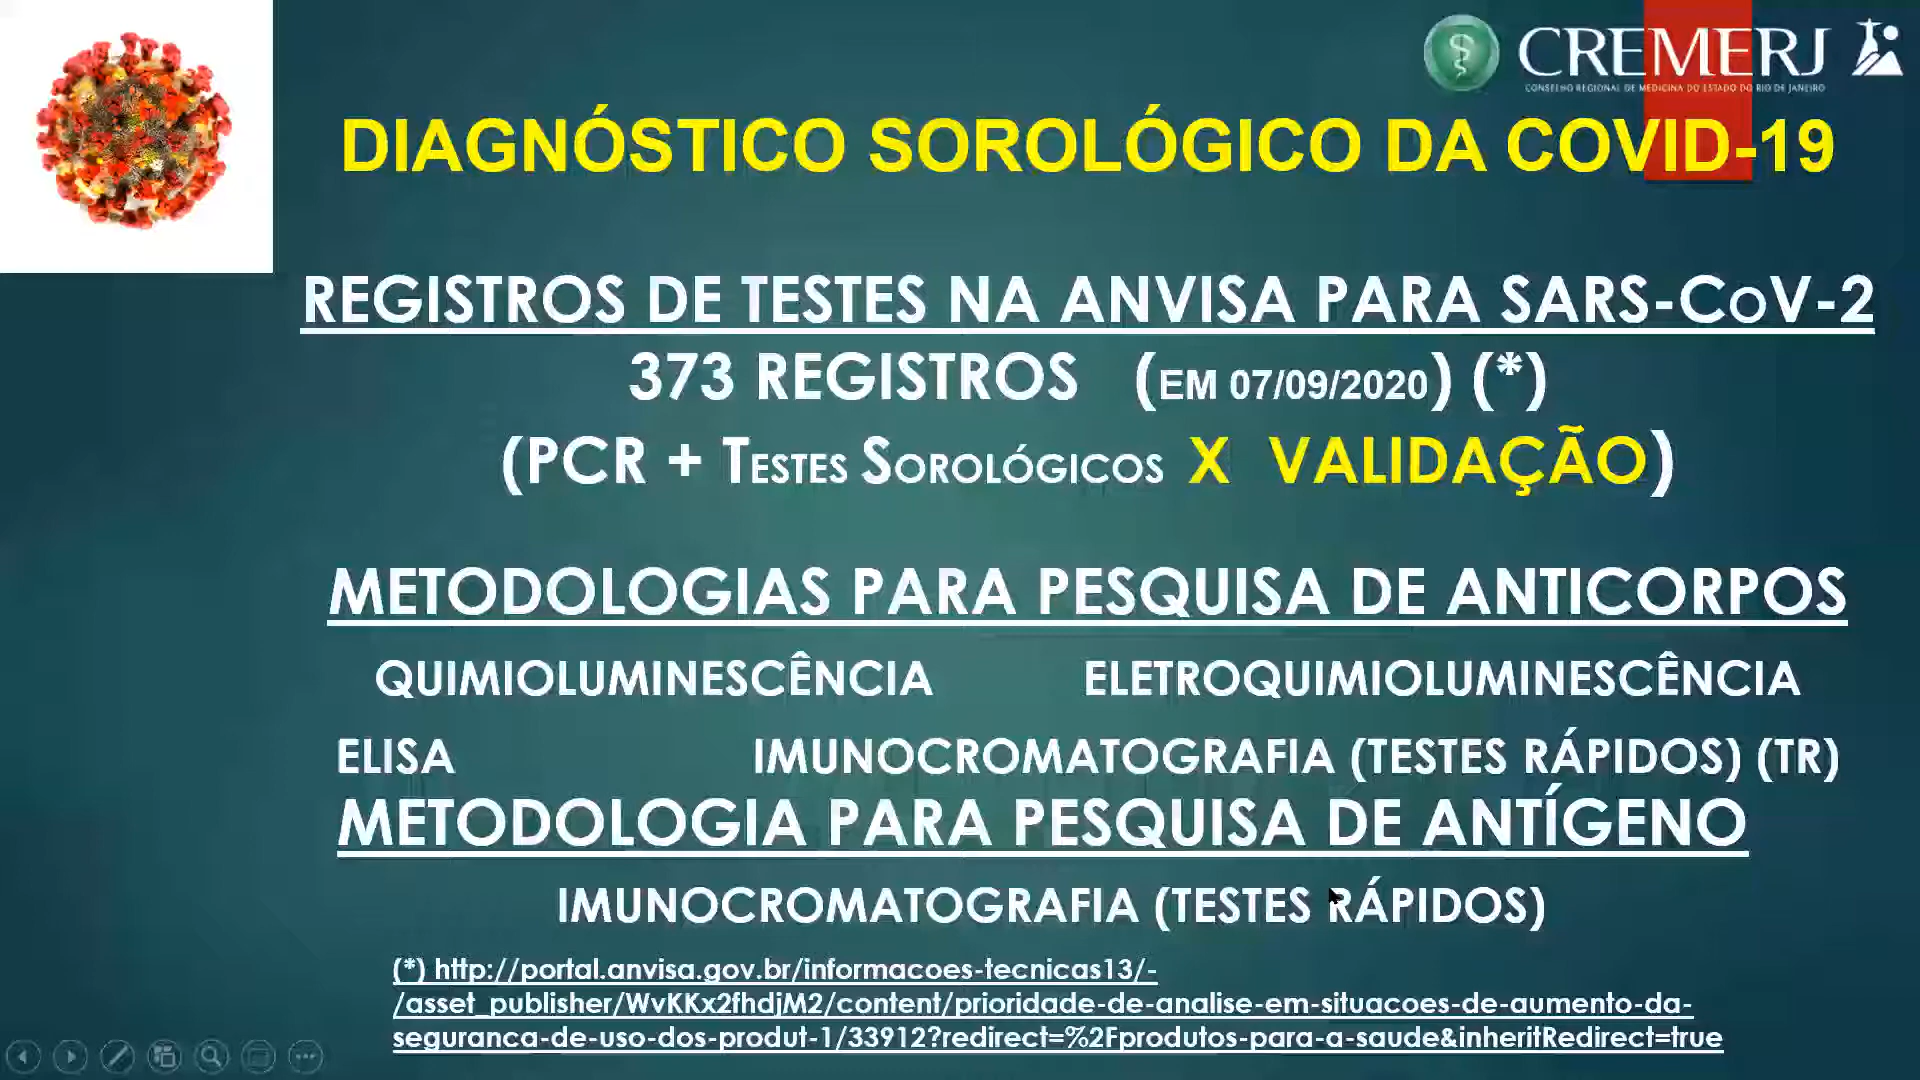 CREMERJ
CONSELHO REGIONAL DE MEDICINA DO ESTADO DO RIO DE JANEIRO
DIAGNÓSTICO SOROLÓGICO DA COVID-19
REGISTROS DE TESTES NA ANVISA PARA SARS-CoV-2
373 REGISTROS (EM 07/09/2020) (*)
(PCR + TESTES SOROLÓGICOS X VALIDAÇÃO)
METODOLOGIAS PARA PESQUISA DE ANTICORPOS
QUIMIOLUMINESCÊNCIA ELETROQUIMIOLUMINESCÊNCIA
ELISA IMUNOCROMATOGRAFIA (TESTES RÁPIDOS) (TR)
METODOLOGIA PARA PESQUISA DE ANTÍGENO
IMUNOCROMATOGRAFIA (TESTES RÁPIDOS)
(*) http://portal.anvisa.gov.br/informacoes-tecnicas13/-
/asset_publisher/WvKKx2fhdjM2/content/prioridade-de-analise-em-situacoes-de-aumento-da-
seguranca-de-uso-dos-produt-1/33912?redirect=%2Fprodutos-para-a-saude&inheritRedirect=true